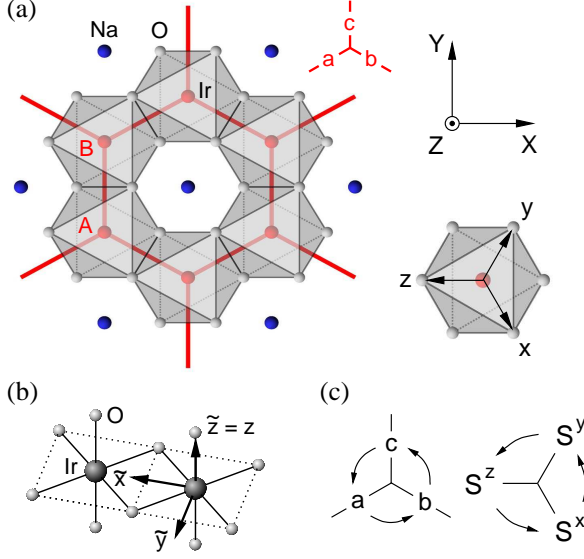 (a)
Na
O
Ir
B
A
c
a
b
Y
Z
X
y
z
x
(b)
O
Ir
x̃
z̃ = z
ỹ
(c)
c
a
b
S^y
S^z
S^x